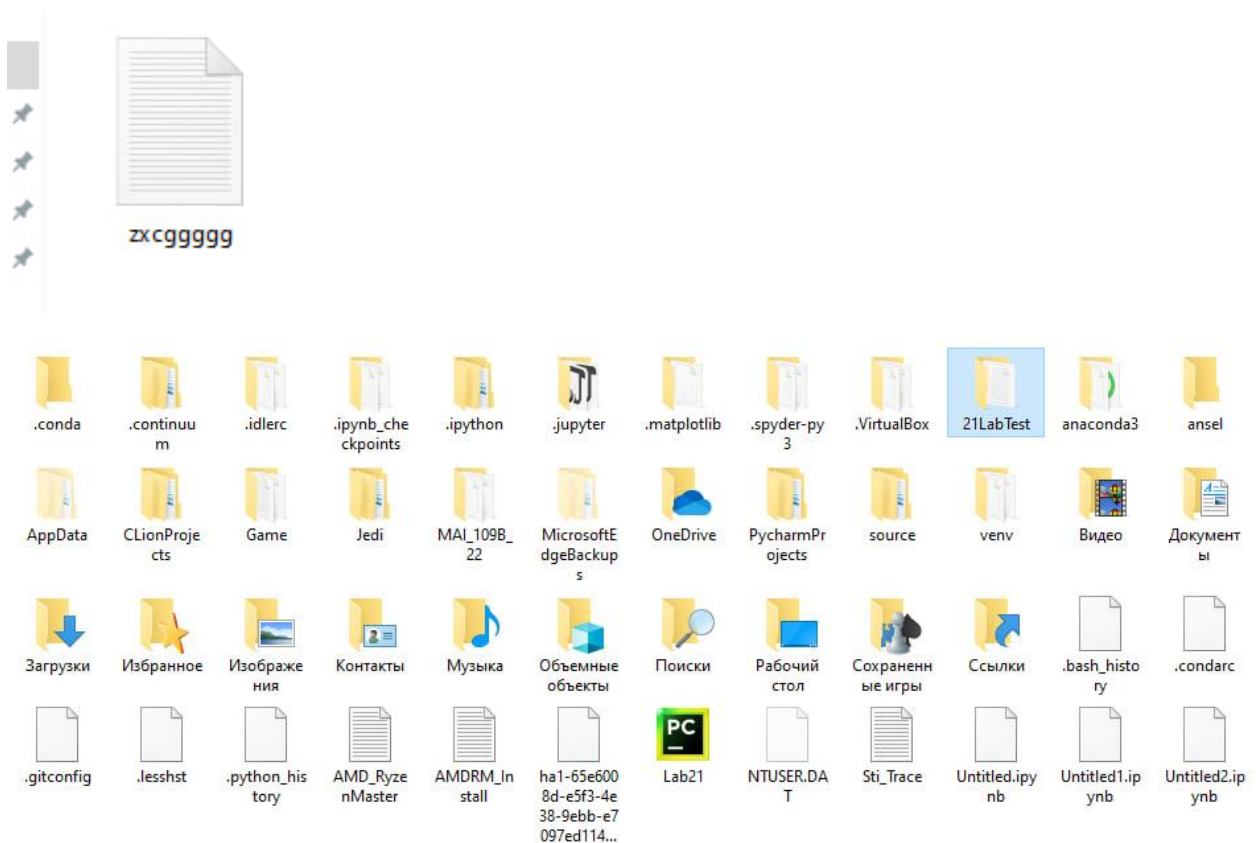 zxcggggg
.conda .continuu .idlerc .ipynb_che .ipython .jupyter .matplotlib .spyder-py .VirtualBox 21LabTest anaconda3 ansel
m ckpoints 3
AppData CLionProje Game Jedi MAI_109B_ MicrosoftE OneDrive PycharmPr source venv Видео Документ
cts 22 dgeBackup ojects ы
s
Загрузки Избранное Изображе Контакты Музыка Объемные Поиски Рабочий Сохраненн Ссылки .bash_histo .condarc
ния объекты стол ые игры ry
PC
.gitconfig .lesshst .python_his AMD_Ryze AMDRM_In ha1-65e600 Lab21 NTUSER.DA Sti_Trace Untitled.ipy Untitled1.ip Untitled2.ip
tory nMaster stall 8d-e5f3-4e T nb ynb ynb
38-9ebb-e7
097ed114...